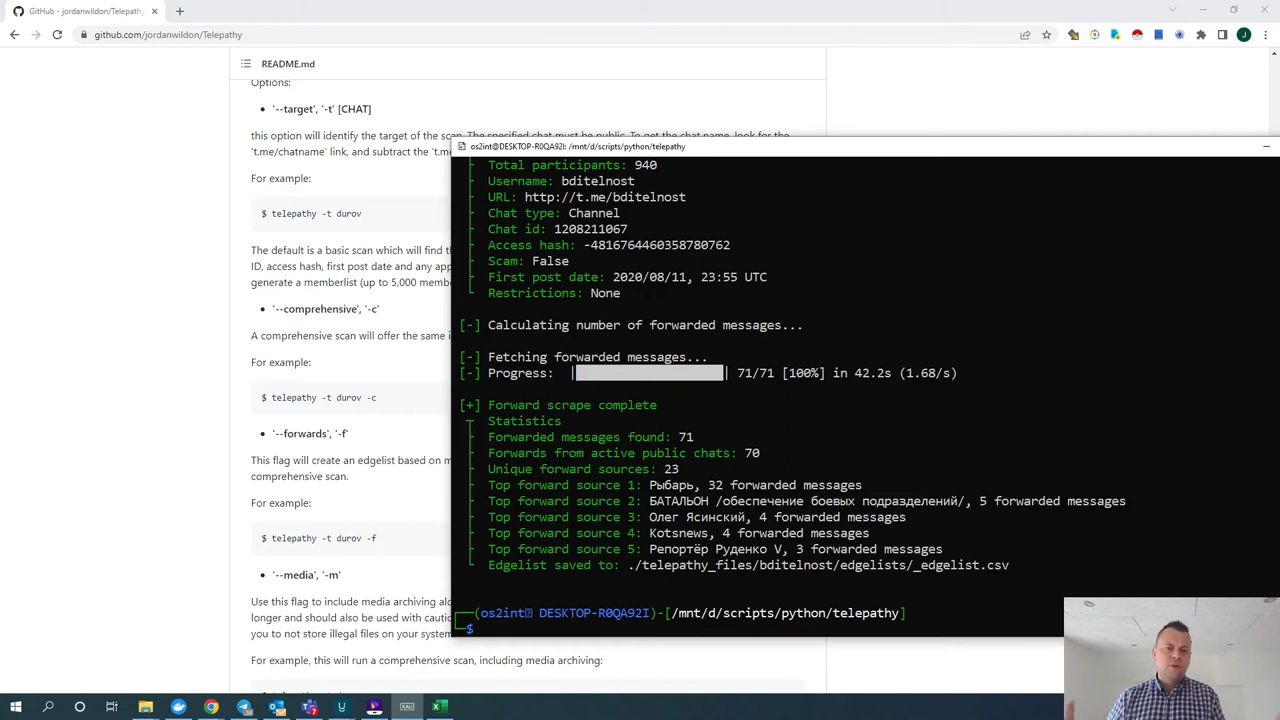 GitHub - jordanwildon/Telepathy
github.com/jordanwildon/Telepathy
README.md
Options:
'--target', '-t' [CHAT]
this option will identify the target of the scan. The specified chat must be public. To get the chat name, look for the
't.me/chatname' link, and subtract the 't.me
For example:
$ telepathy -t durov
The default is a basic scan which will find th
ID, access hash, first post date and any app
generate a memberlist (up to 5,000 memb
'--comprehensive', '-c'
A comprehensive scan will offer the same i
For example:
$ telepathy -t durov -c
'--forwards', '-f'
This flag will create an edgelist based on m
comprehensive scan.
For example:
$ telepathy -t durov -f
'--media', '-m'
Use this flag to include media archiving alo
longer and should also be used with cautio
you to not store illegal files on your system
For example, this will run a comprehensive scan, including media archiving:
os2int@DESKTOP-R0QA92I: /mnt/d/scripts/python/telepathy
Total participants: 940
Username: bditelnost
URL: http://t.me/bditelnost
Chat type: Channel
Chat id: 1208211067
Access hash: -4816764460358780762
Scam: False
First post date: 2020/08/11, 23:55 UTC
Restrictions: None
[-] Calculating number of forwarded messages...
[-] Fetching forwarded messages...
[-] Progress: | | 71/71 [100%] in 42.2s (1.68/s)
[+] Forward scrape complete
Statistics
Forwarded messages found: 71
Forwards from active public chats: 70
Unique forward sources: 23
Top forward source 1: Рыбарь, 32 forwarded messages
Top forward source 2: БАТАЛЬОН /обеспечение боевых подразделений/, 5 forwarded messages
Top forward source 3: Олег Ясинский, 4 forwarded messages
Top forward source 4: Kotsnews, 4 forwarded messages
Top forward source 5: Репортёр Руденко V, 3 forwarded messages
Edgelist saved to: ./telepathy_files/bditelnost/edgelists/_edgelist.csv
(os2int DESKTOP-R0QA92I)-[/mnt/d/scripts/python/telepathy]
$